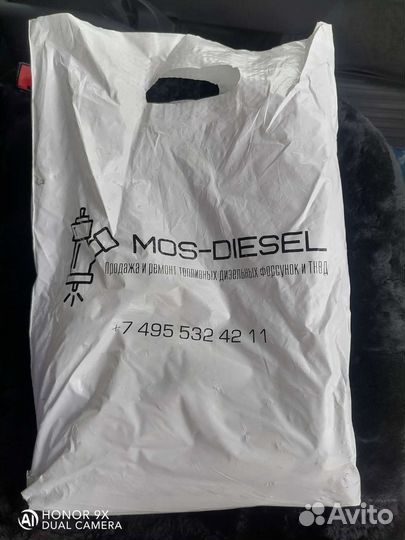 MOS-DIESEL
Продажа и ремонт топливных дизельных форсунок и ТНВД
+7 495 532 42 11
HONOR 9X
DUAL CAMERA
Avito